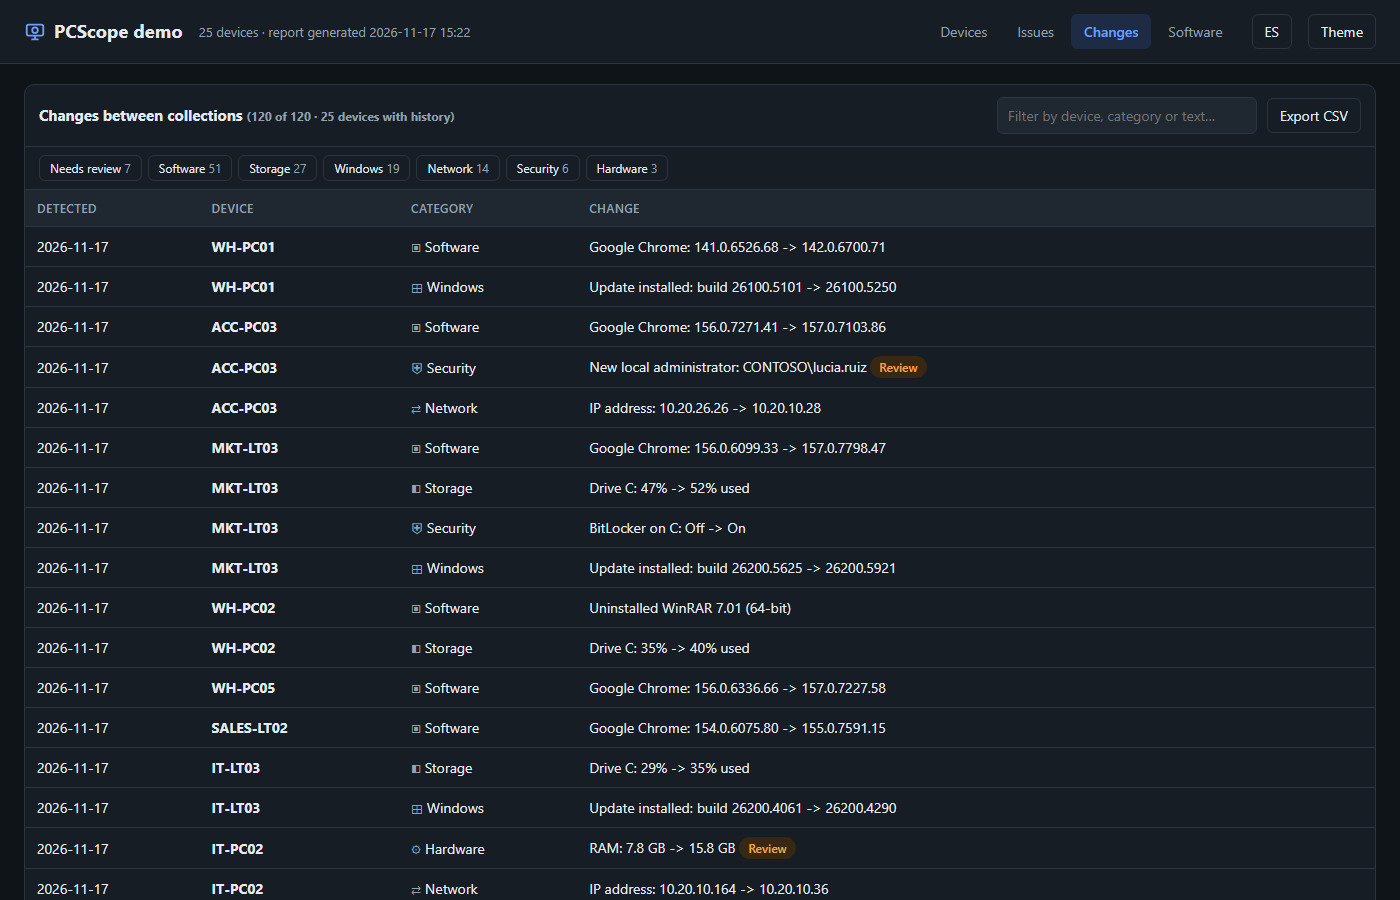 PCScope demo 25 devices · report generated 2026-11-17 15:22 Devices Issues Changes Software ES Theme
Changes between collections (120 of 120 · 25 devices with history) Filter by device, category or text... Export CSV
Needs review 7 Software 51 Storage 27 Windows 19 Network 14 Security 6 Hardware 3
DETECTED DEVICE CATEGORY CHANGE
2026-11-17 WH-PC01 Software Google Chrome: 141.0.6526.68 -> 142.0.6700.71
2026-11-17 WH-PC01 Windows Update installed: build 26100.5101 -> 26100.5250
2026-11-17 ACC-PC03 Software Google Chrome: 156.0.7271.41 -> 157.0.7103.86
2026-11-17 ACC-PC03 Security New local administrator: CONTOSO\lucia.ruiz Review
2026-11-17 ACC-PC03 Network IP address: 10.20.26.26 -> 10.20.10.28
2026-11-17 MKT-LT03 Software Google Chrome: 156.0.6099.33 -> 157.0.7798.47
2026-11-17 MKT-LT03 Storage Drive C: 47% -> 52% used
2026-11-17 MKT-LT03 Security BitLocker on C: Off -> On
2026-11-17 MKT-LT03 Windows Update installed: build 26200.5625 -> 26200.5921
2026-11-17 WH-PC02 Software Uninstalled WinRAR 7.01 (64-bit)
2026-11-17 WH-PC02 Storage Drive C: 35% -> 40% used
2026-11-17 WH-PC05 Software Google Chrome: 156.0.6336.66 -> 157.0.7227.58
2026-11-17 SALES-LT02 Software Google Chrome: 154.0.6075.80 -> 155.0.7591.15
2026-11-17 IT-LT03 Storage Drive C: 29% -> 35% used
2026-11-17 IT-LT03 Windows Update installed: build 26200.4061 -> 26200.4290
2026-11-17 IT-PC02 Hardware RAM: 7.8 GB -> 15.8 GB Review
2026-11-17 IT-PC02 Network IP address: 10.20.10.164 -> 10.20.10.36